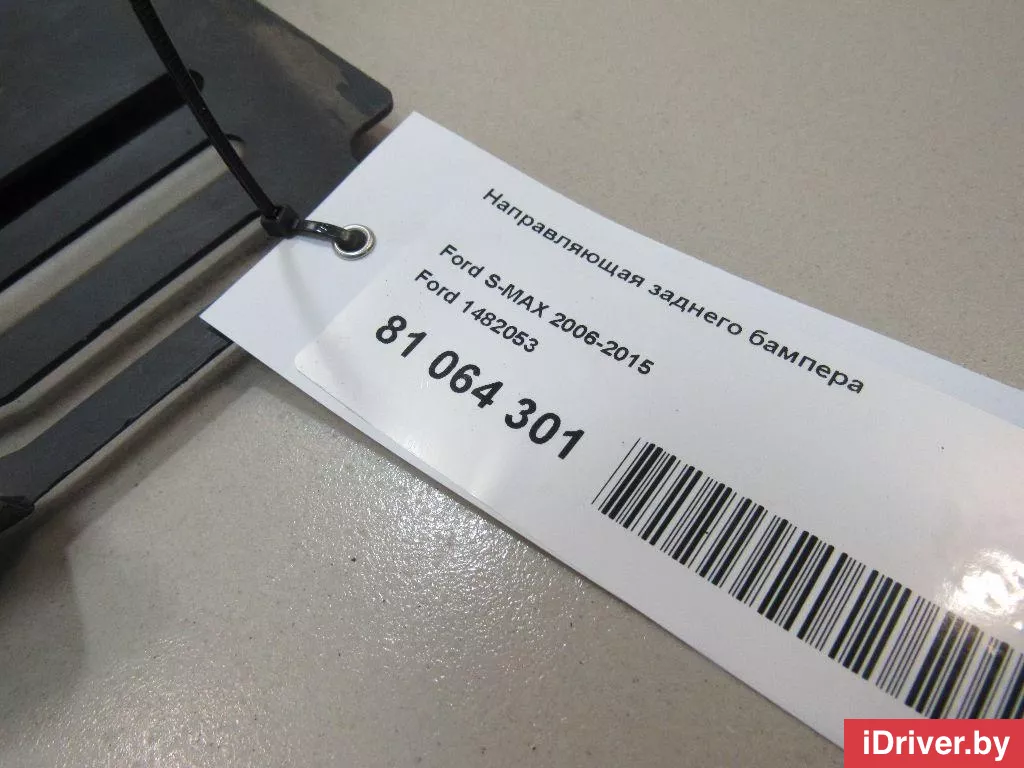 Направляющая заднего бампера
Ford S-MAX 2006-2015
Ford 1482053
81 064 301
iDriver.by